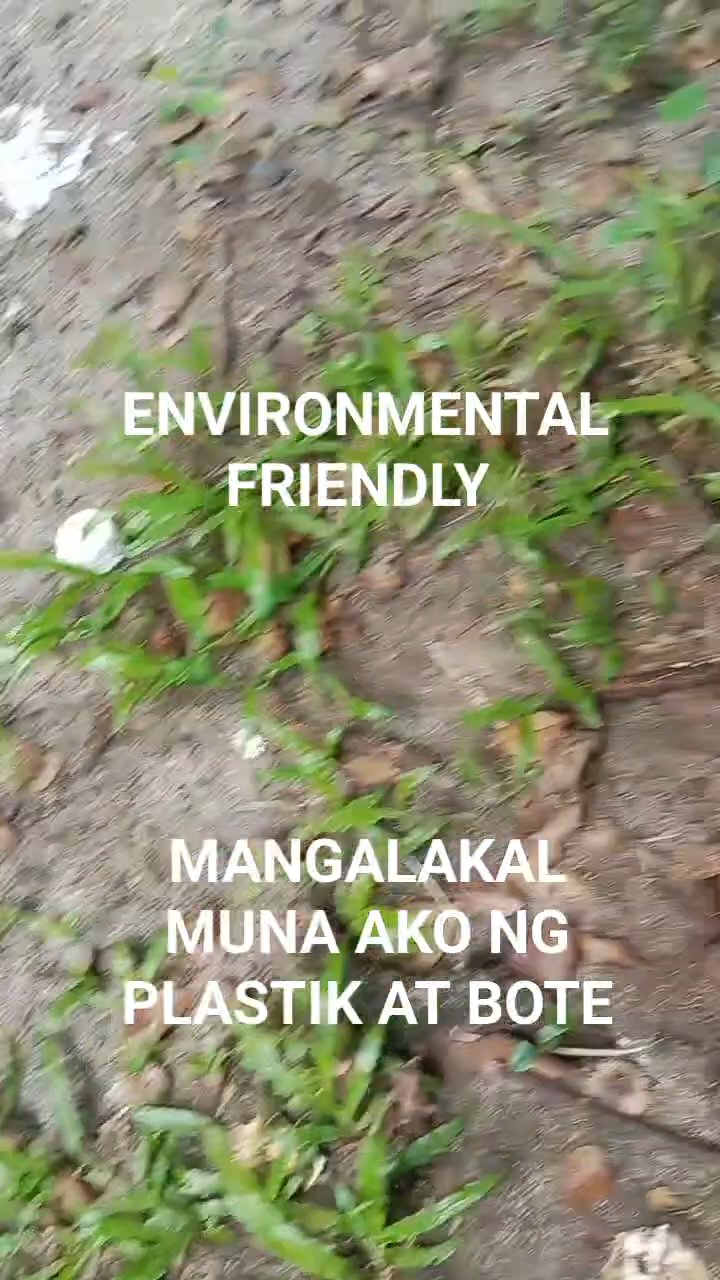 ENVIRONMENTAL
FRIENDLY
MANGALAKAL
MUNA AKO NG
PLASTIK AT BOTE